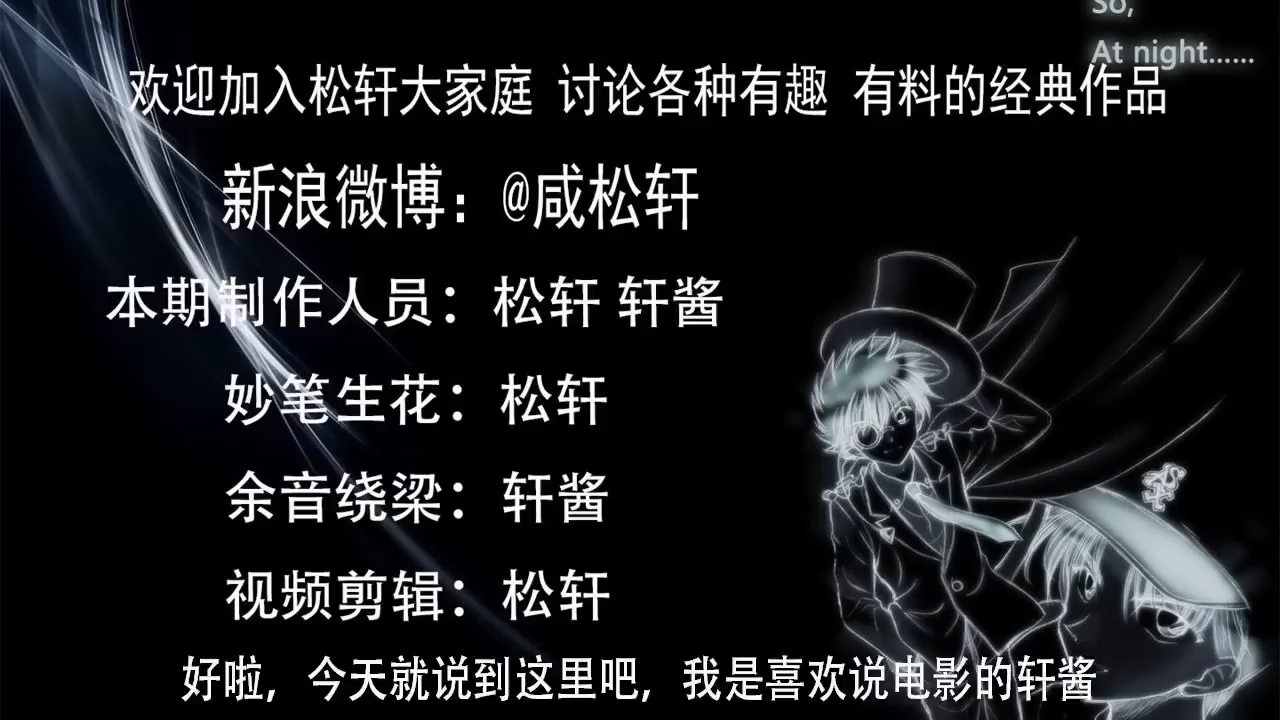 So,
At night......
欢迎加入松轩大家庭 讨论各种有趣 有料的经典作品
新浪微博：@咸松轩
本期制作人员：松轩 轩酱
妙笔生花：松轩
余音绕梁：轩酱
视频剪辑：松轩
好啦，今天就说到这里吧，我是喜欢说电影的轩酱